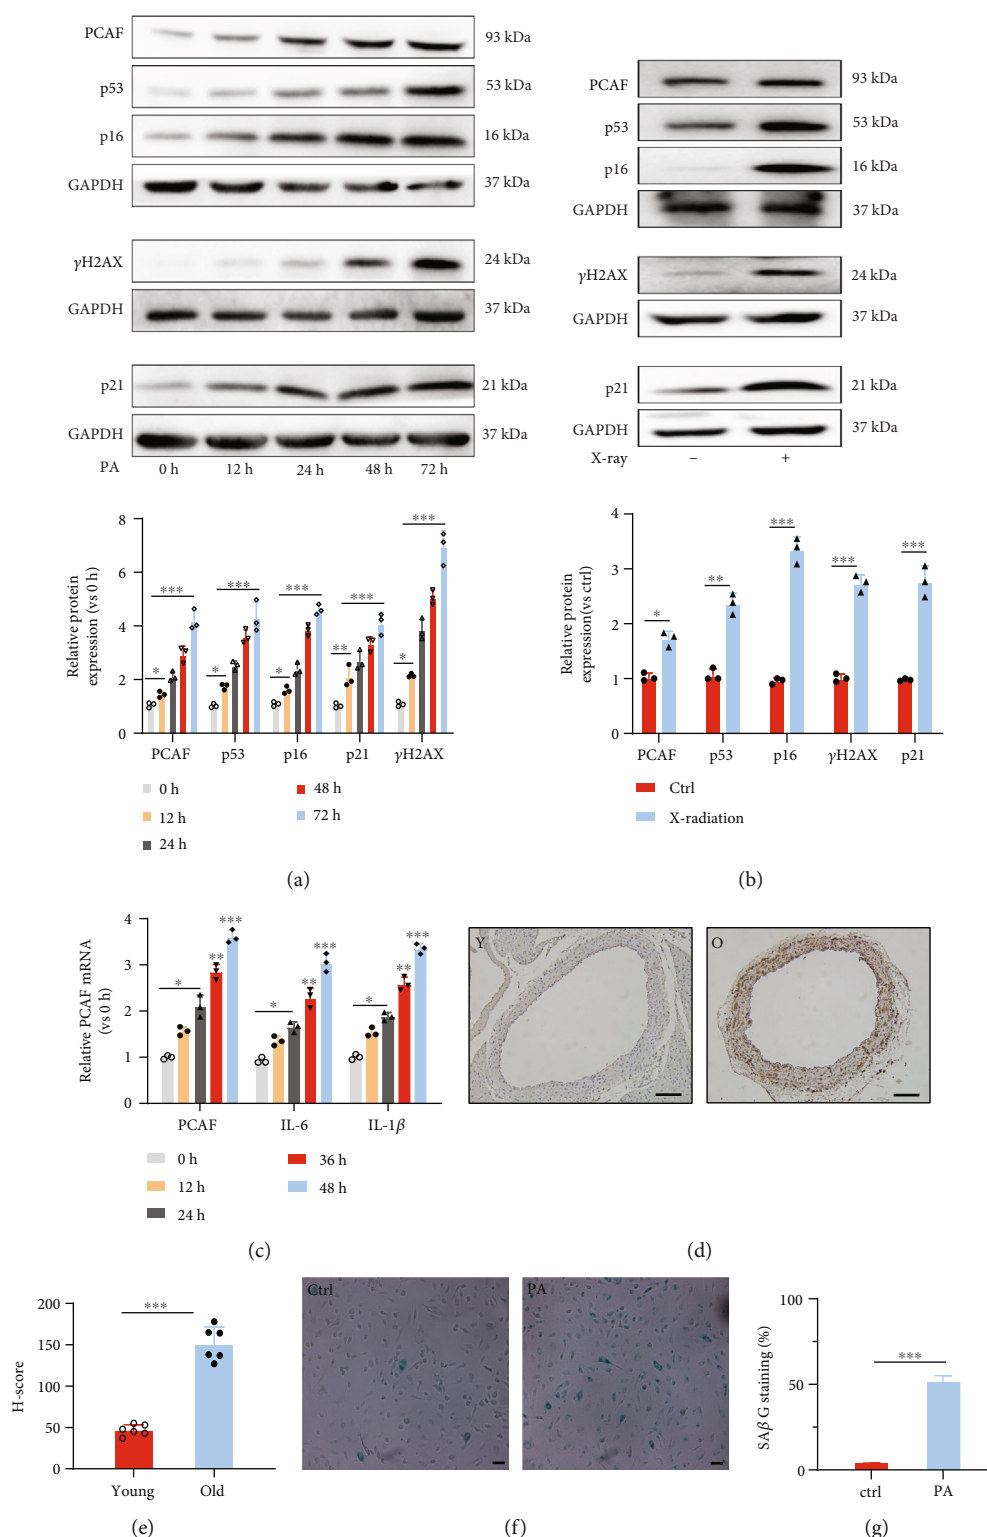 PCAF 93 kDa
p53 53 kDa
p16 16 kDa
GAPDH 37 kDa
γH2AX 24 kDa
GAPDH 37 kDa
p21 21 kDa
GAPDH 37 kDa
PA 0 h 12 h 24 h 48 h 72 h
PCAF 93 kDa
p53 53 kDa
p16 16 kDa
GAPDH 37 kDa
γH2AX 24 kDa
GAPDH 37 kDa
p21 21 kDa
GAPDH 37 kDa
X-ray – +
Relative protein
expression (vs 0 h)
8
6
4
2
0
* *** * *** * *** ** *** * ***
PCAF p53 p16 p21 γH2AX
0 h 48 h
12 h 72 h
24 h
(a)
Relative protein
expression(vs ctrl)
4
3
2
1
0
* ** *** *** ***
PCAF p53 p16 γH2AX p21
Ctrl
X-radiation
(b)
Relative PCAF mRNA
(vs 0 h)
4
3
2
1
0
* ** *** * ** *** * ** ***
PCAF IL-6 IL-1β
0 h 36 h
12 h 48 h
24 h
(c)
Y O
(d)
H-score
200
150
100
50
0
***
Young Old
(e)
Ctrl PA
(f)
SAβ G staining (%)
100
50
0
***
ctrl PA
(g)